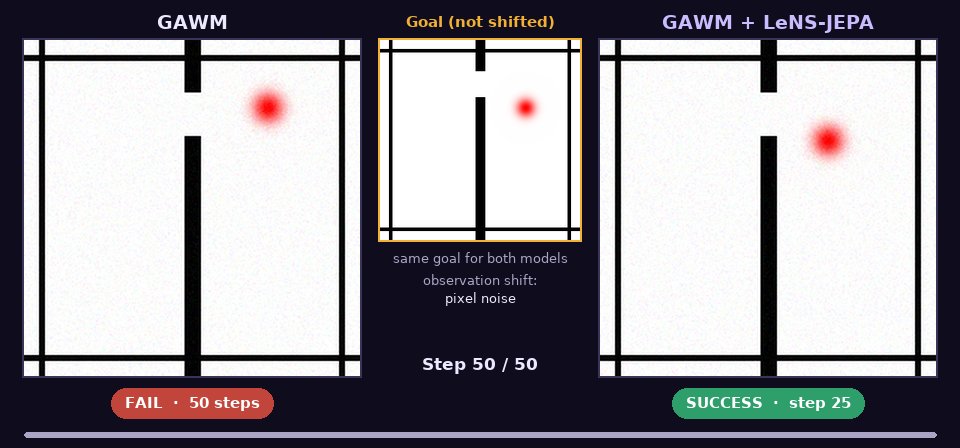 GAWM
Goal (not shifted)
GAWM + LeNS-JEPA
same goal for both models
observation shift:
pixel noise
Step 50 / 50
FAIL · 50 steps
SUCCESS · step 25